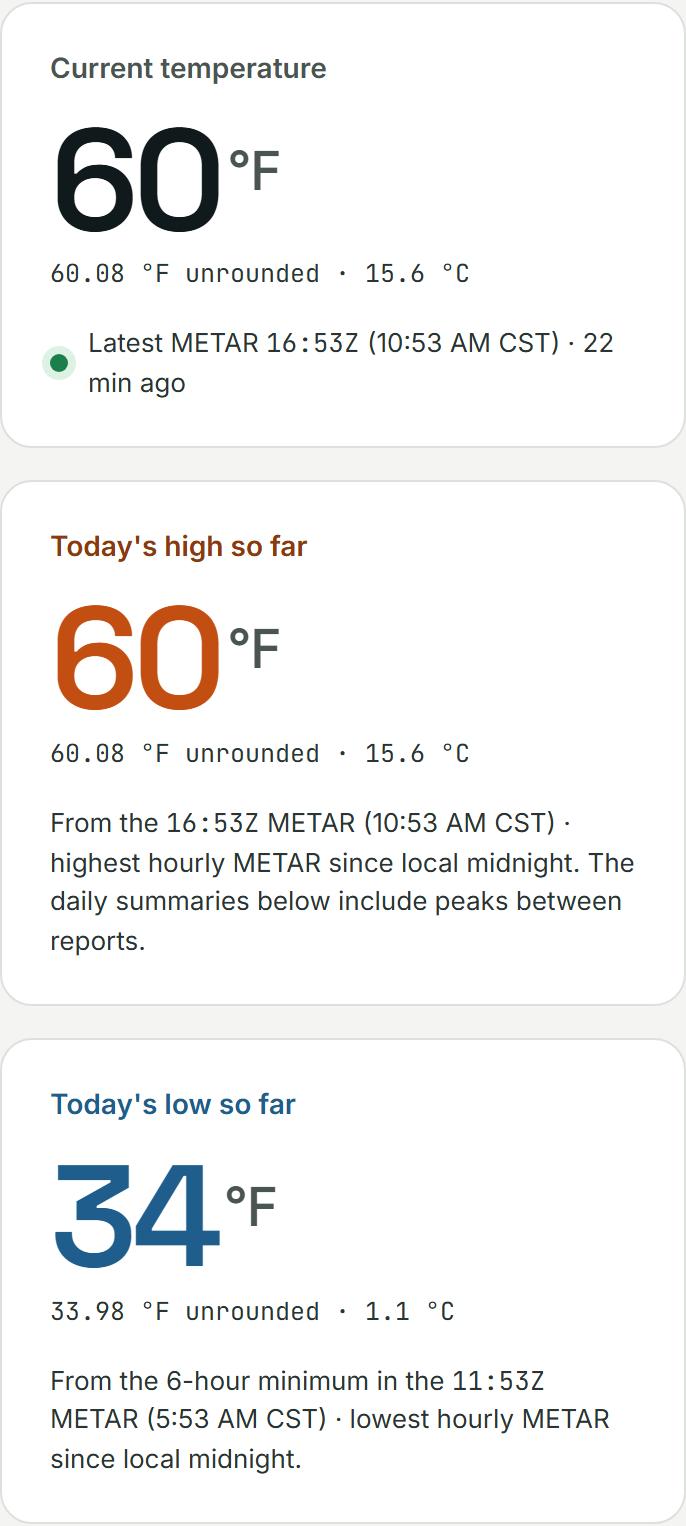 Current temperature
60°F
60.08 °F unrounded · 15.6 °C
Latest METAR 16:53Z (10:53 AM CST) · 22
min ago
Today's high so far
60°F
60.08 °F unrounded · 15.6 °C
From the 16:53Z METAR (10:53 AM CST) ·
highest hourly METAR since local midnight. The
daily summaries below include peaks between
reports.
Today's low so far
34°F
33.98 °F unrounded · 1.1 °C
From the 6-hour minimum in the 11:53Z
METAR (5:53 AM CST) · lowest hourly METAR
since local midnight.